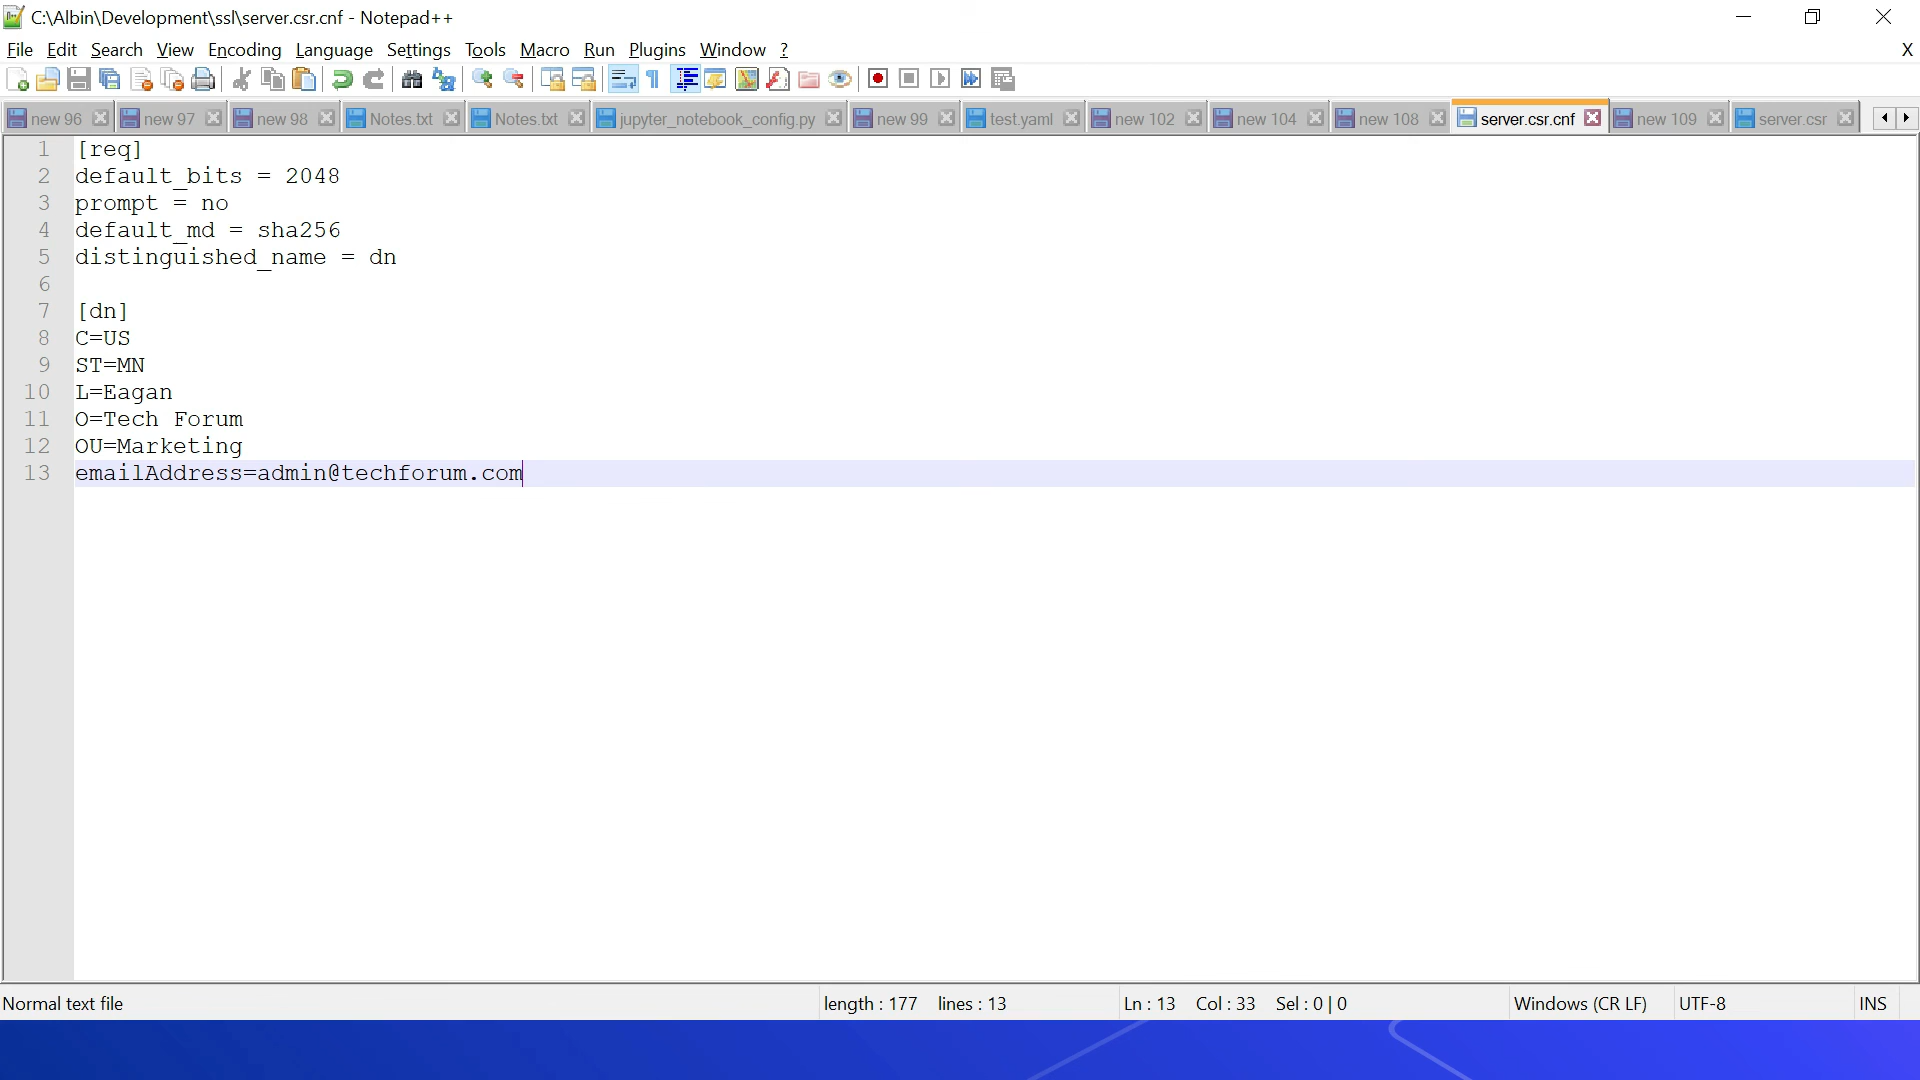 C:\Albin\Development\ssl\server.csr.cnf - Notepad++
File Edit Search View Encoding Language Settings Tools Macro Run Plugins Window ? X
new 96 new 97 new 98 Notes.txt Notes.txt jupyter_notebook_config.py new 99 test.yaml new 102 new 104 new 108 server.csr.cnf new 109 server.csr
1 [req]
2 default_bits = 2048
3 prompt = no
4 default_md = sha256
5 distinguished_name = dn
6
7 [dn]
8 C=US
9 ST=MN
10 L=Eagan
11 O=Tech Forum
12 OU=Marketing
13 emailAddress=admin@techforum.com
Normal text file length : 177 lines : 13 Ln : 13 Col : 33 Sel : 0 | 0 Windows (CR LF) UTF-8 INS